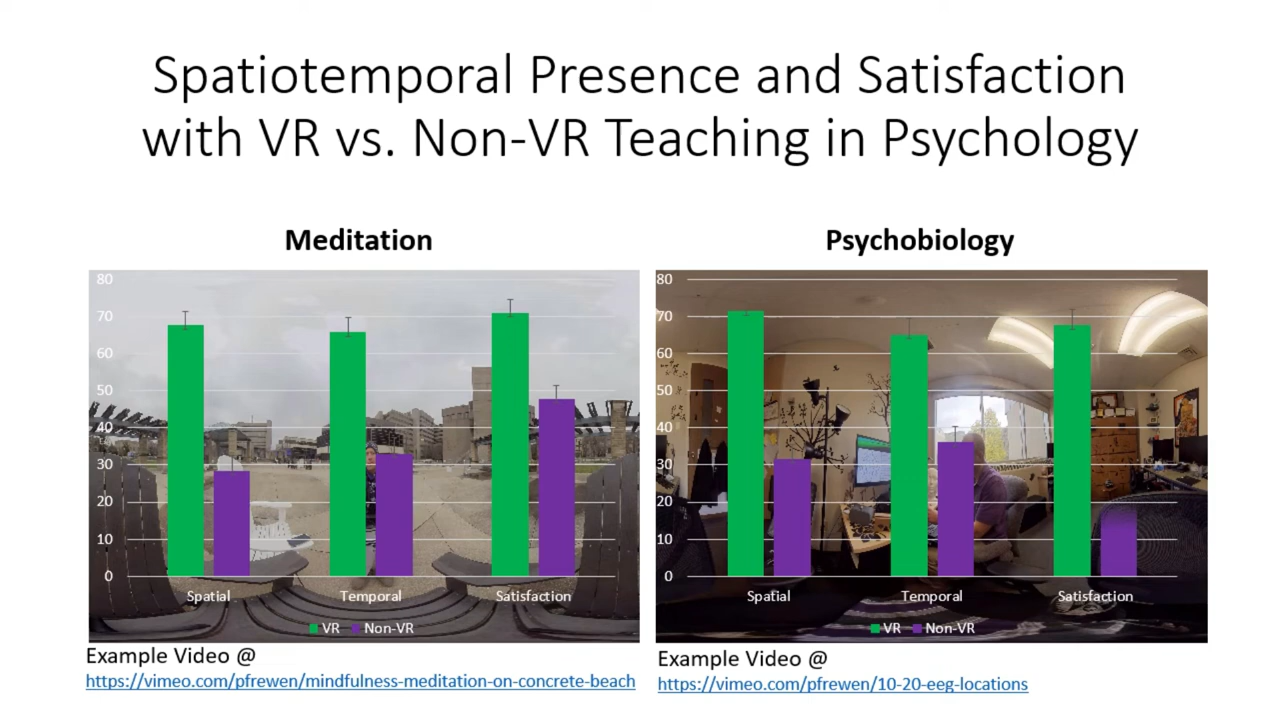 Spatiotemporal Presence and Satisfaction
with VR vs. Non-VR Teaching in Psychology
Meditation
80
70
60
50
40
30
20
10
0
Spatial Temporal Satisfaction
VR Non-VR
Example Video @
https://vimeo.com/pfrewen/mindfulness-meditation-on-concrete-beach
Psychobiology
80
70
60
50
40
30
20
10
0
Spatial Temporal Satisfaction
VR Non-VR
Example Video @
https://vimeo.com/pfrewen/10-20-eeg-locations